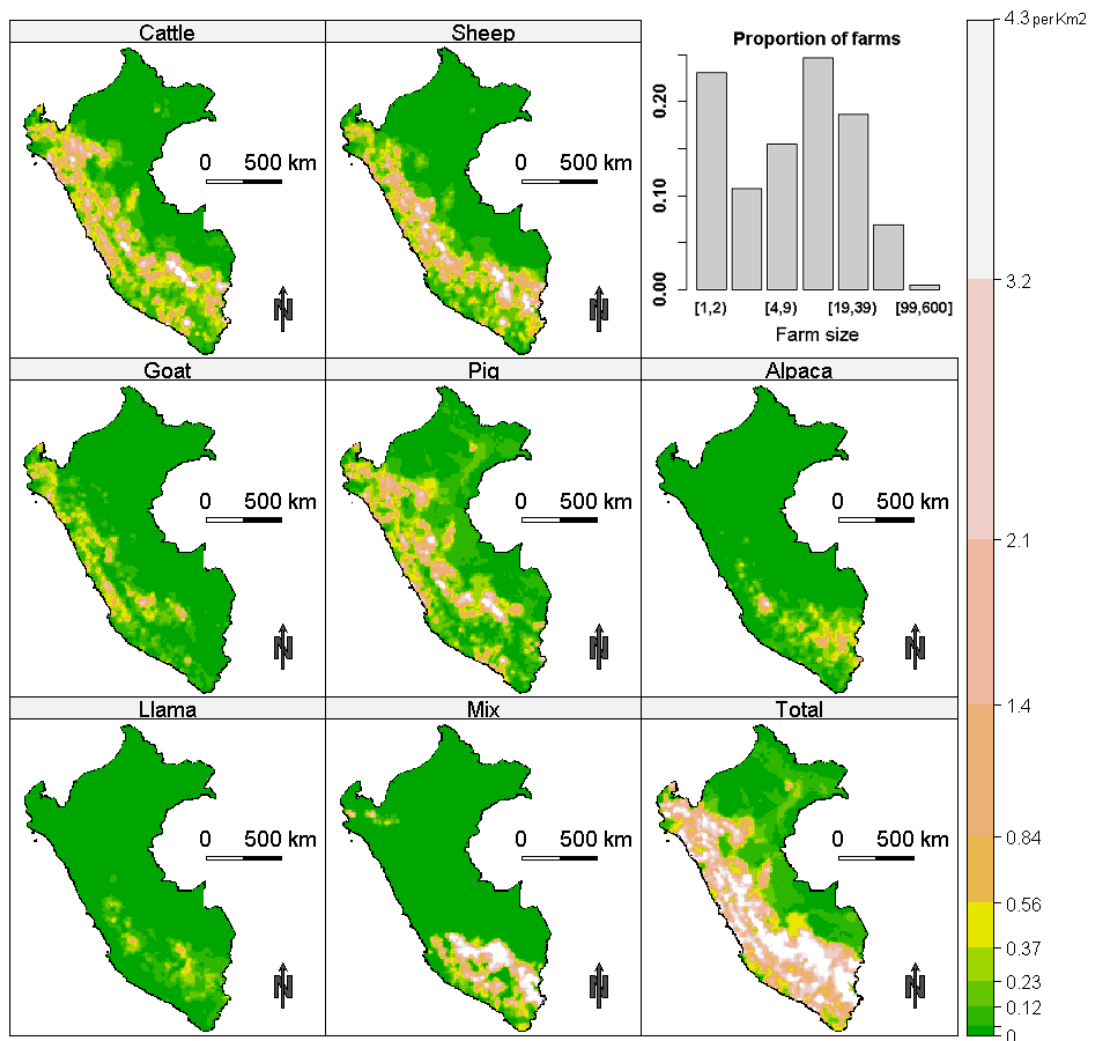 Cattle
Sheep
0 500 km
N
0 500 km
N
Proportion of farms
0.20
0.10
0.00
[1,2) [4,9) [19,39) [99,600]
Farm size
4.3 per Km2
3.2
2.1
1.4
0.84
0.56
0.37
0.23
0.12
0
Goat
Pig
Alpaca
0 500 km
N
0 500 km
N
0 500 km
N
Llama
Mix
Total
0 500 km
N
0 500 km
N
0 500 km
N